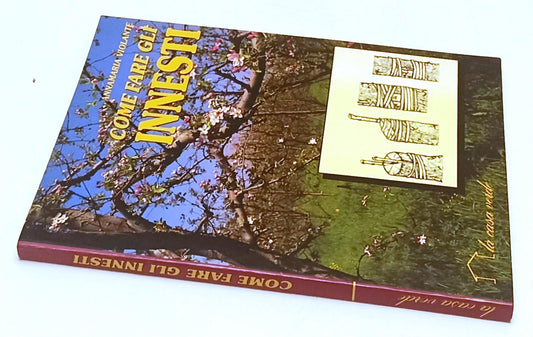 ANNAMARIA VIOLANTE
COME FARE GLI
INNESTI
la casa verde
COME FARE GLI INNESTI
la casa verde